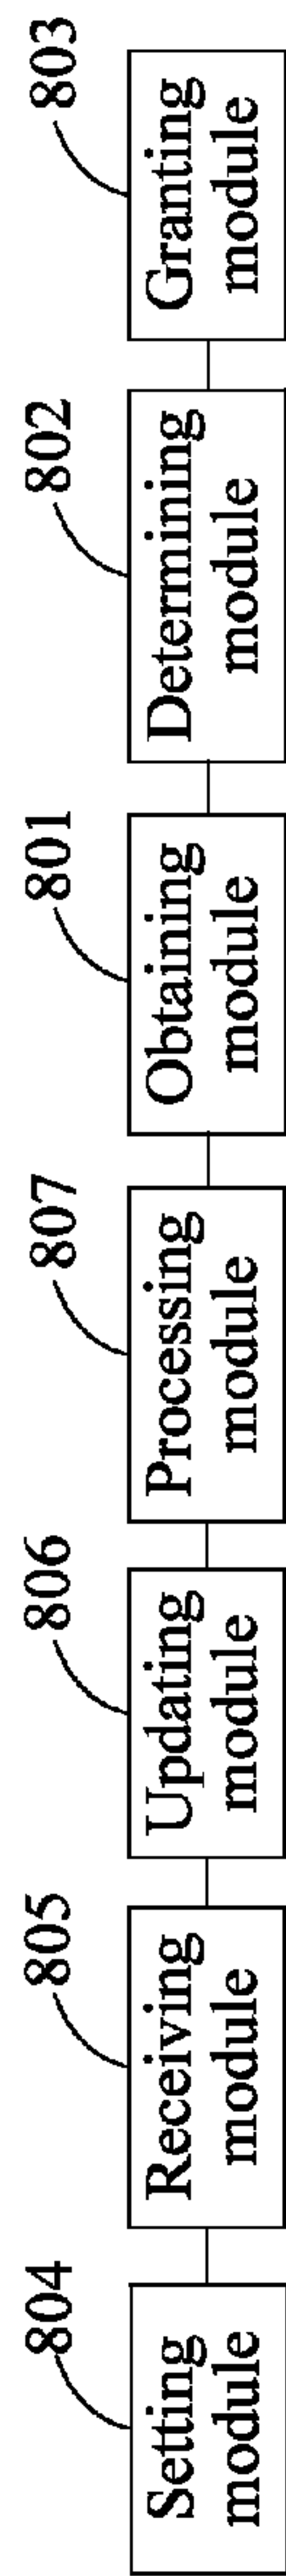 804
Setting
module
805
Receiving
module
806
Updating
module
807
Processing
module
801
Obtaining
module
802
Determining
module
803
Granting
module